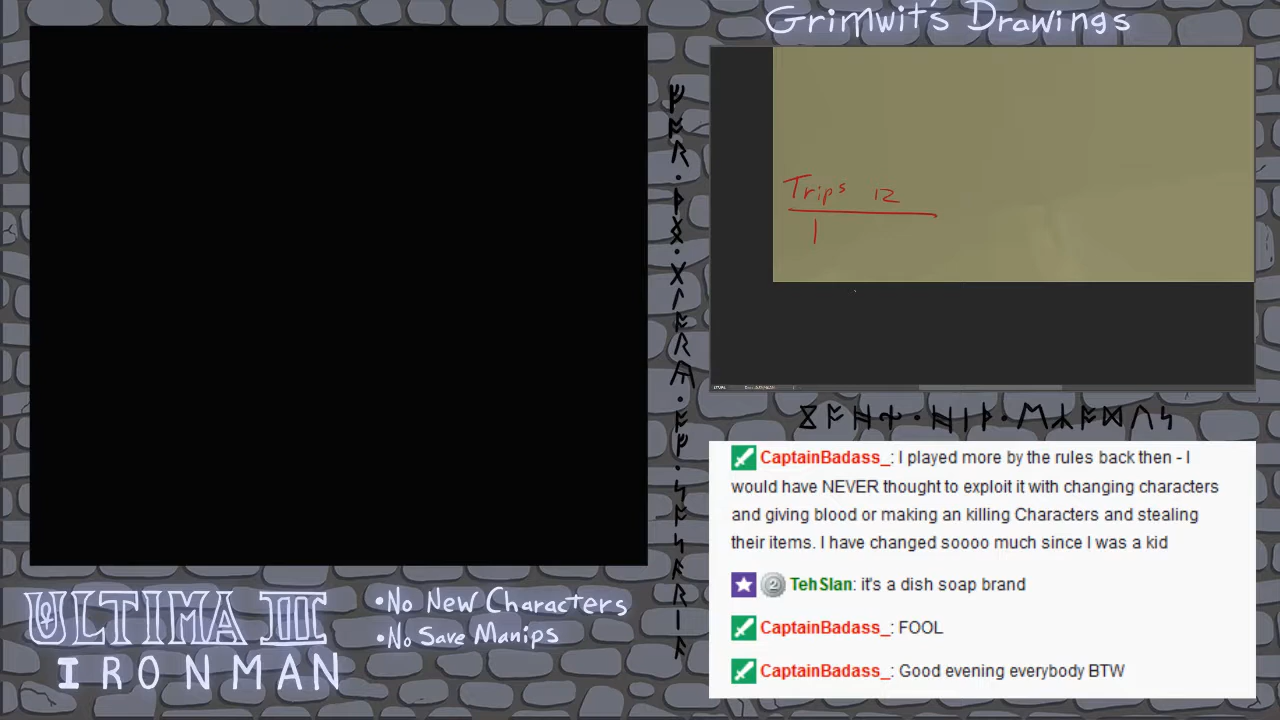 Grimwit's Drawings
Trips 12
1
CaptainBadass_: I played more by the rules back then - I
would have NEVER thought to exploit it with changing characters
and giving blood or making an killing Characters and stealing
their items. I have changed soooo much since I was a kid
TehSlan: it's a dish soap brand
CaptainBadass_: FOOL
CaptainBadass_: Good evening everybody BTW
ULTIMA III
IRONMAN
•No New Characters
•No Save Manips